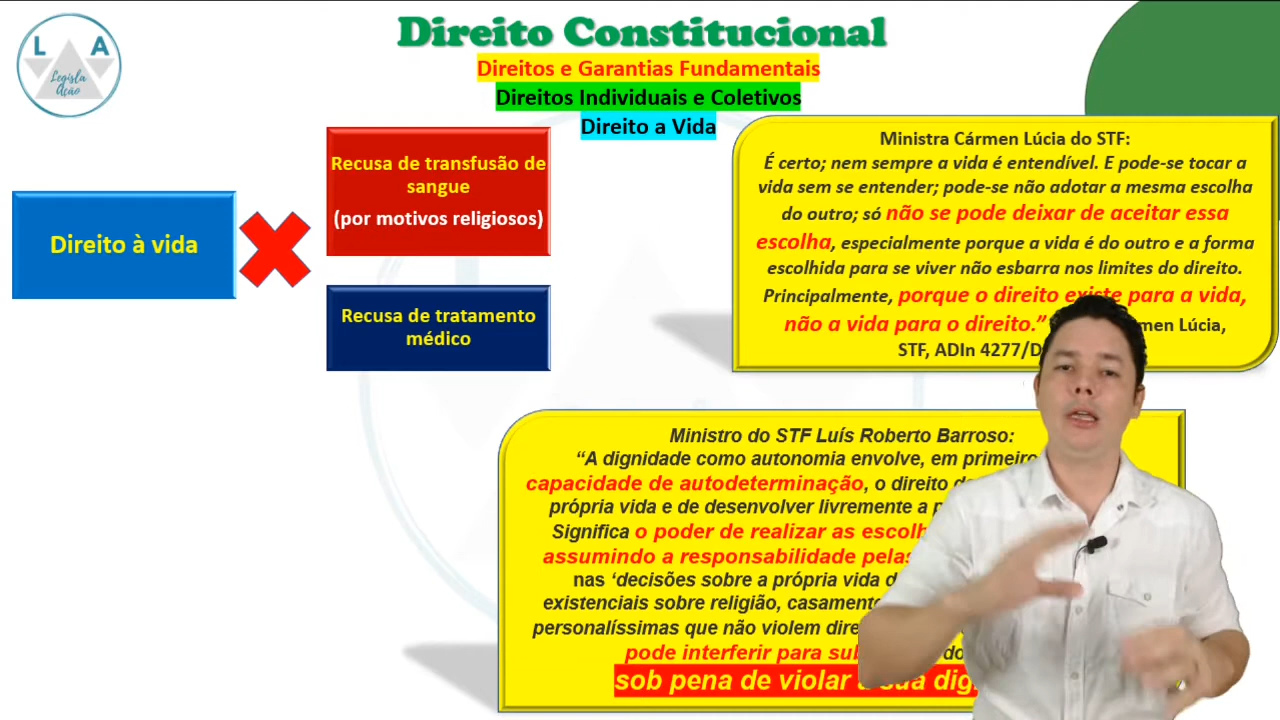 L A
Legisla
Ação
Direito Constitucional
Direitos e Garantias Fundamentais
Direitos Individuais e Coletivos
Direito a Vida
Direito à vida
Recusa de transfusão de
sangue
(por motivos religiosos)
Recusa de tratamento
médico
Ministra Cármen Lúcia do STF:
É certo; nem sempre a vida é entendível. E pode-se tocar a
vida sem se entender; pode-se não adotar a mesma escolha
do outro; só não se pode deixar de aceitar essa
escolha, especialmente porque a vida é do outro e a forma
escolhida para se viver não esbarra nos limites do direito.
Principalmente, porque o direito existe para a vida,
não a vida para o direito.” men Lúcia,
STF, ADIn 4277/D
Ministro do STF Luís Roberto Barroso:
“A dignidade como autonomia envolve, em primeiro
capacidade de autodeterminação, o direito
própria vida e de desenvolver livremente a
Significa o poder de realizar as
assumindo a responsabilidade
nas ‘decisões sobre a própria vida
existenciais sobre religião,
personalíssimas que não violem
pode interferir para
sob pena de violar a sua